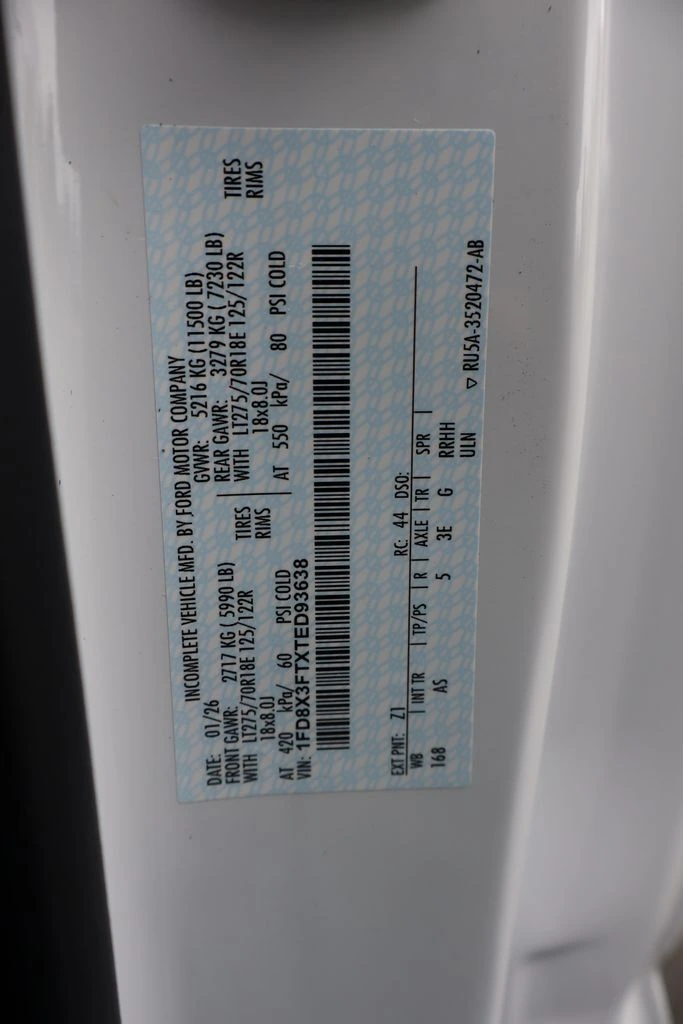 INCOMPLETE VEHICLE MFD. BY FORD MOTOR COMPANY
DATE: 01/26 GVWR: 5216 KG (11500 LB)
FRONT GAWR: 2717 KG ( 5990 LB) REAR GAWR: 3279 KG ( 7230 LB)
WITH LT275/70R18E 125/122R TIRES WITH LT275/70R18E 125/122R TIRES
18x8.0J RIMS 18x8.0J RIMS
AT 420 kPa/ 60 PSI COLD AT 550 kPa/ 80 PSI COLD
VIN: 1FD8X3FTXTED93638
EXT PNT: Z1 RC: 44 DSO:
WB | INT TR | TP/PS | R | AXLE | TR | SPR |
168 AS 5 3E G RRHH
ULN
▽ RU5A-3520472-AB